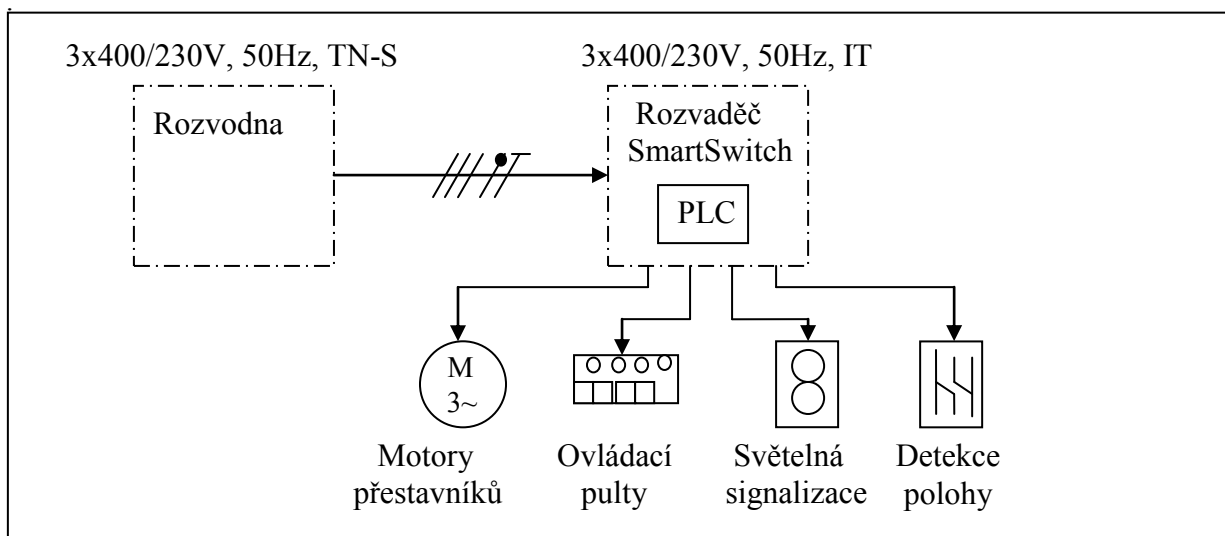 3x400/230V, 50Hz, TN-S
3x400/230V, 50Hz, IT
Rozvodna
Rozvaděč
SmartSwitch
PLC
M
3~
Motory
přestavníků
Ovládací
pulty
Světelná
signalizace
Detekce
polohy